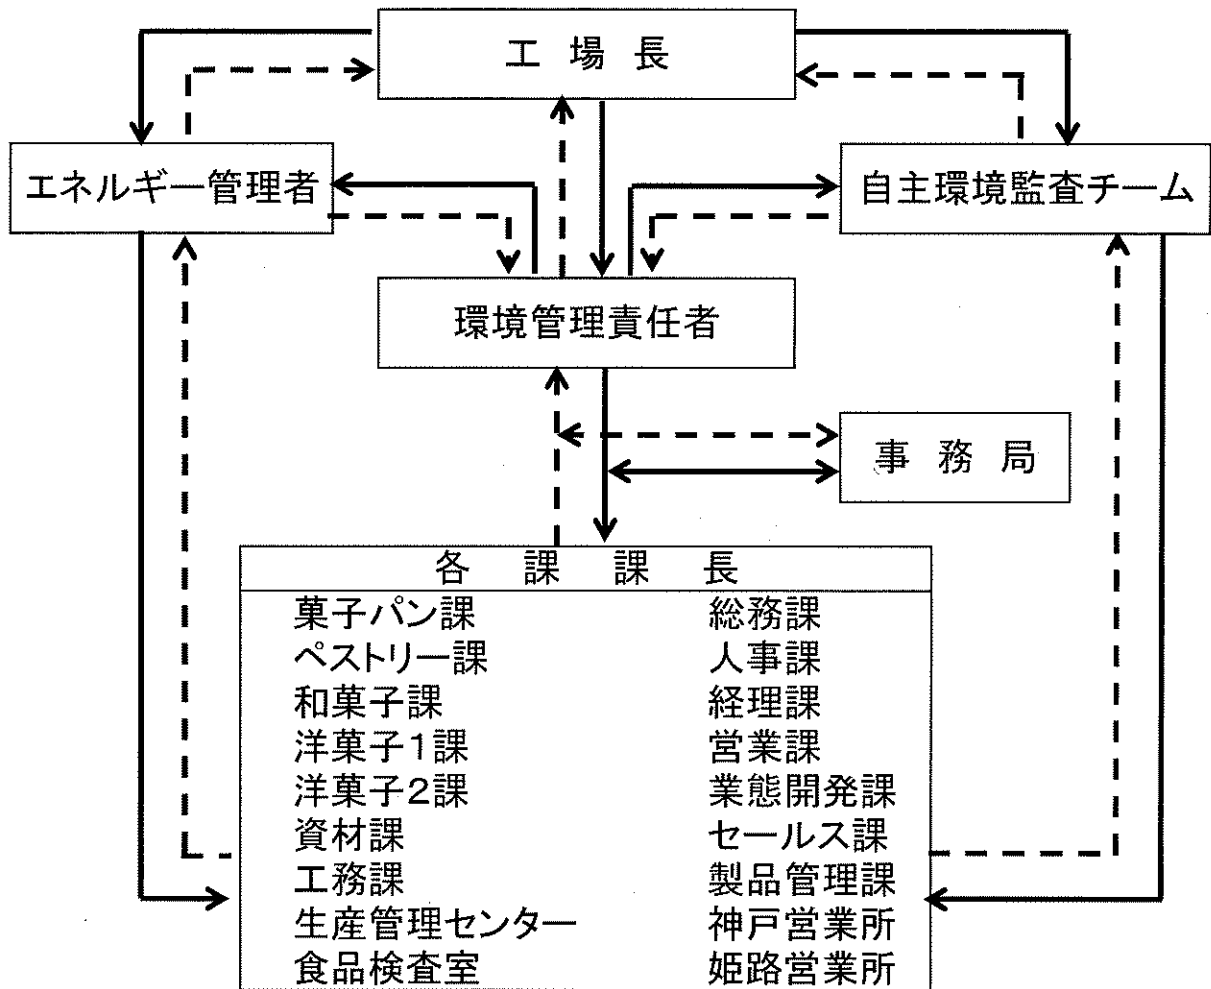 工場長
エネルギー管理者
自主環境監査チーム
環境管理責任者
事務局
各課課長
菓子パン課
ペストリー課
和菓子課
洋菓子1課
洋菓子2課
資材課
工務課
生産管理センター
食品検査室
総務課
人事課
経理課
営業課
業態開発課
セールス課
製品管理課
神戸営業所
姫路営業所